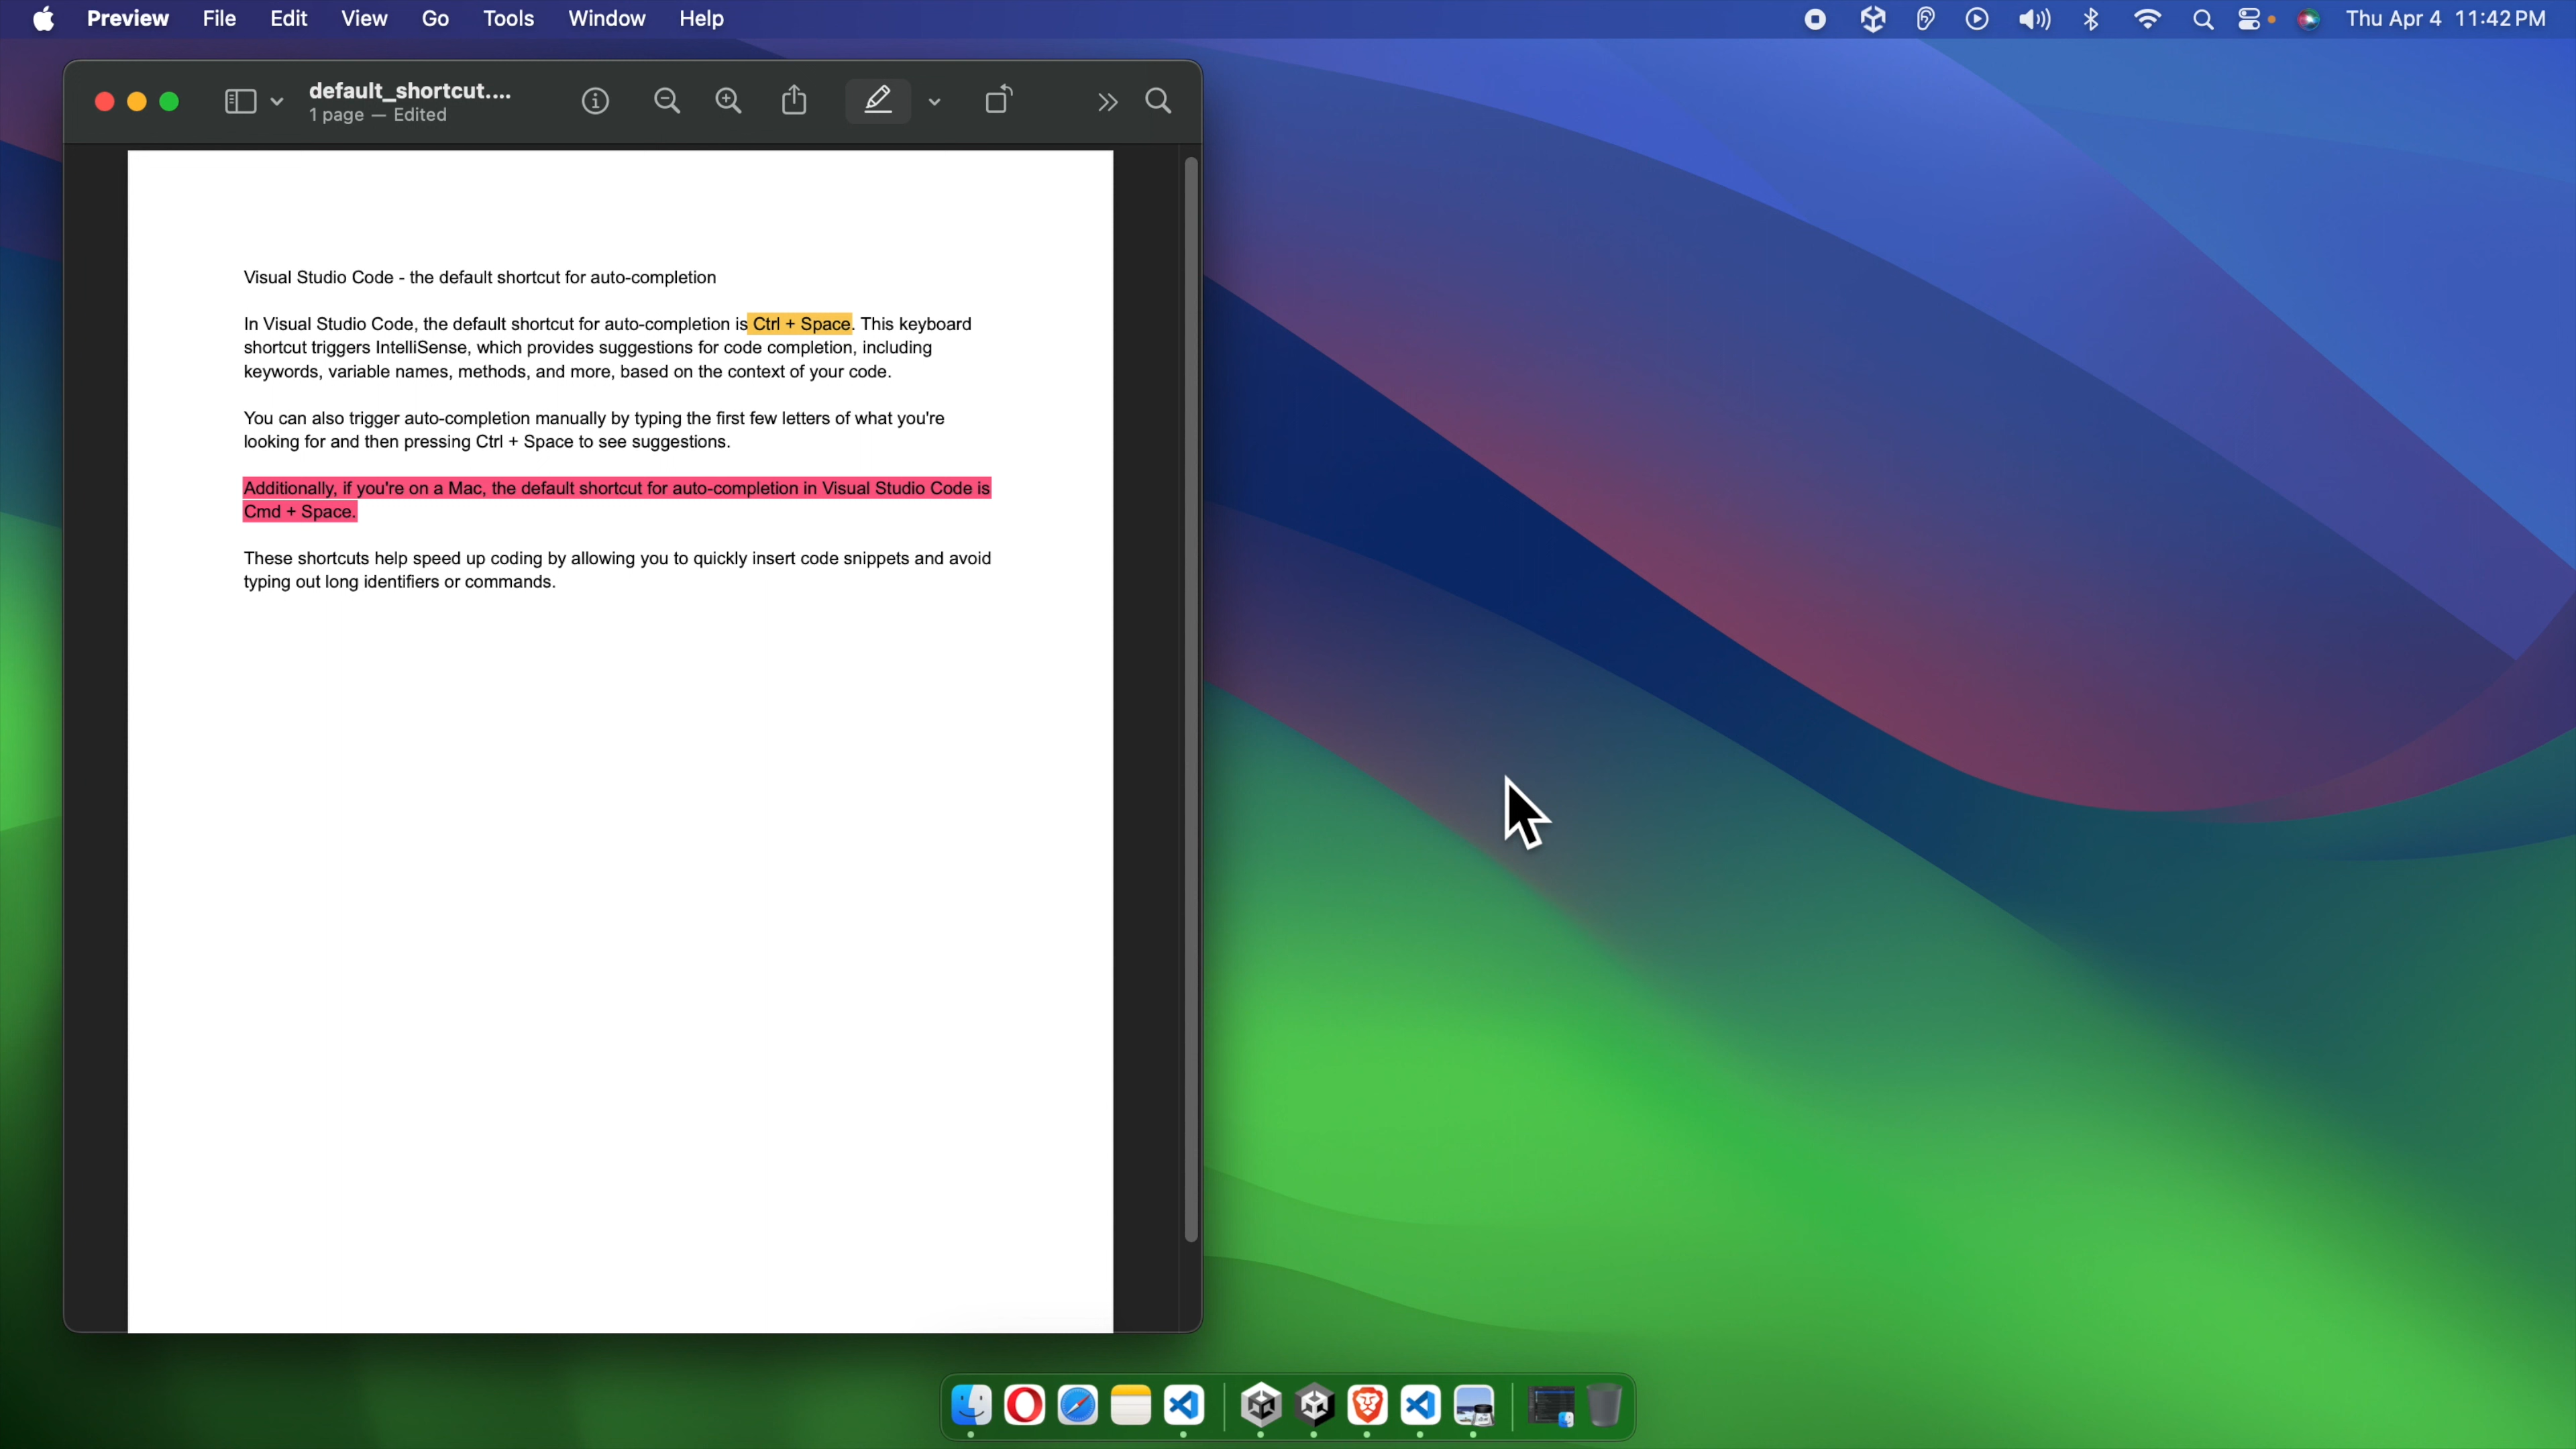 Preview File Edit View Go Tools Window Help Thu Apr 4 11:42 PM
default_shortcut....
1 page — Edited
Visual Studio Code - the default shortcut for auto-completion
In Visual Studio Code, the default shortcut for auto-completion is Ctrl + Space. This keyboard
shortcut triggers IntelliSense, which provides suggestions for code completion, including
keywords, variable names, methods, and more, based on the context of your code.
You can also trigger auto-completion manually by typing the first few letters of what you're
looking for and then pressing Ctrl + Space to see suggestions.
Additionally, if you're on a Mac, the default shortcut for auto-completion in Visual Studio Code is
Cmd + Space.
These shortcuts help speed up coding by allowing you to quickly insert code snippets and avoid
typing out long identifiers or commands.